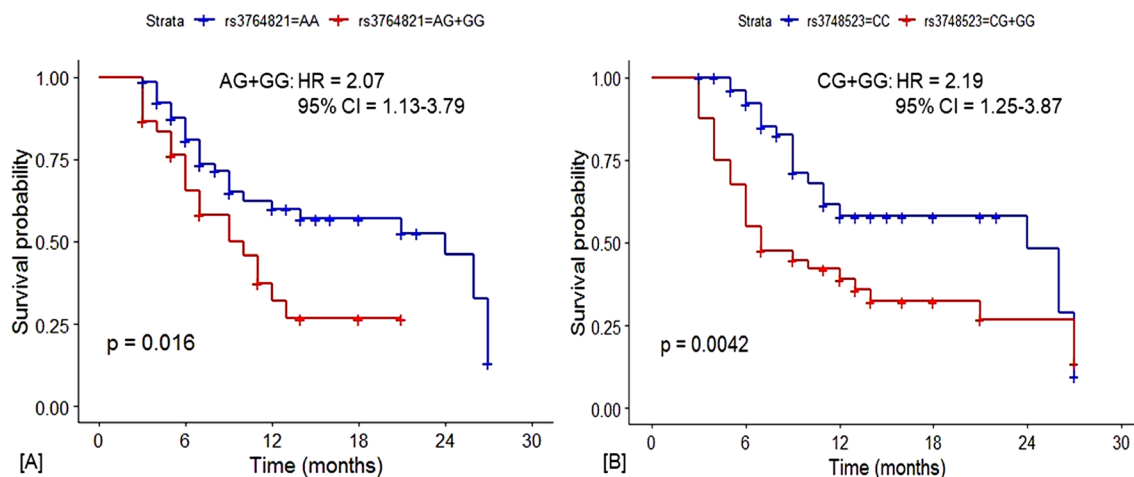 Strata rs3764821=AA rs3764821=AG+GG
AG+GG: HR = 2.07
95% CI = 1.13-3.79
1.00
0.75
0.50
0.25
0.00
Survival probability
p = 0.016
0 6 12 18 24 30
Time (months)
[A]
Strata rs3748523=CC rs3748523=CG+GG
CG+GG: HR = 2.19
95% CI = 1.25-3.87
1.00
0.75
0.50
0.25
0.00
Survival probability
p = 0.0042
0 6 12 18 24 30
Time (months)
[B]